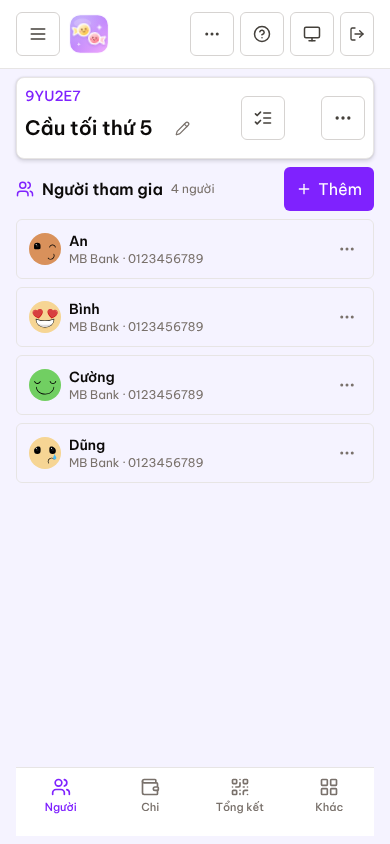 9YU2E7
Cầu tối thứ 5
Người tham gia 4 người
Thêm
An
MB Bank · 0123456789
Bình
MB Bank · 0123456789
Cường
MB Bank · 0123456789
Dũng
MB Bank · 0123456789
Người Chi Tổng kết Khác